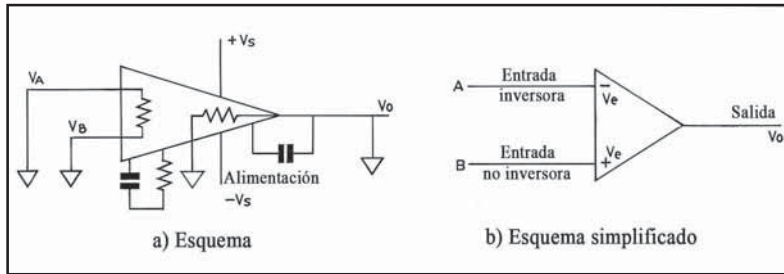 +Vs
VA
VB
Vo
Alimentación
−Vs
a) Esquema
A
Entrada
inversora
−
Ve
B
Entrada
no inversora
Ve
+
Salida
Vo
b) Esquema simplificado